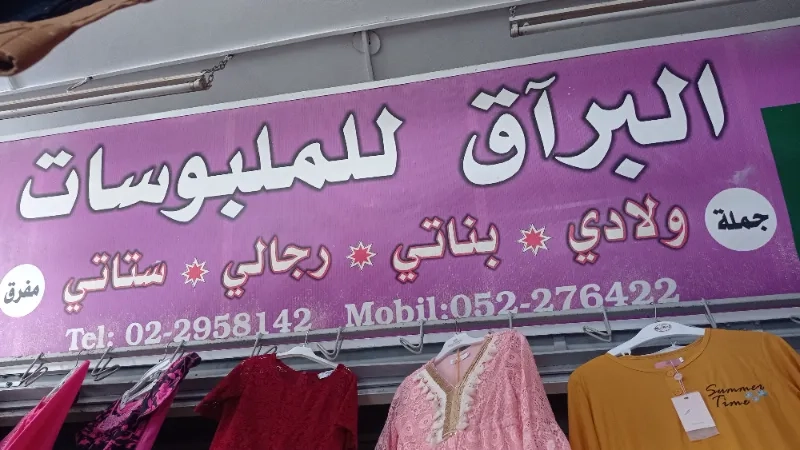 البرآق للملبوسات
جملة
ولادي * بناتي * رجالي * ستاتي
مفرق
Tel: 02-2958142 Mobil:052-276422
Summer
Time